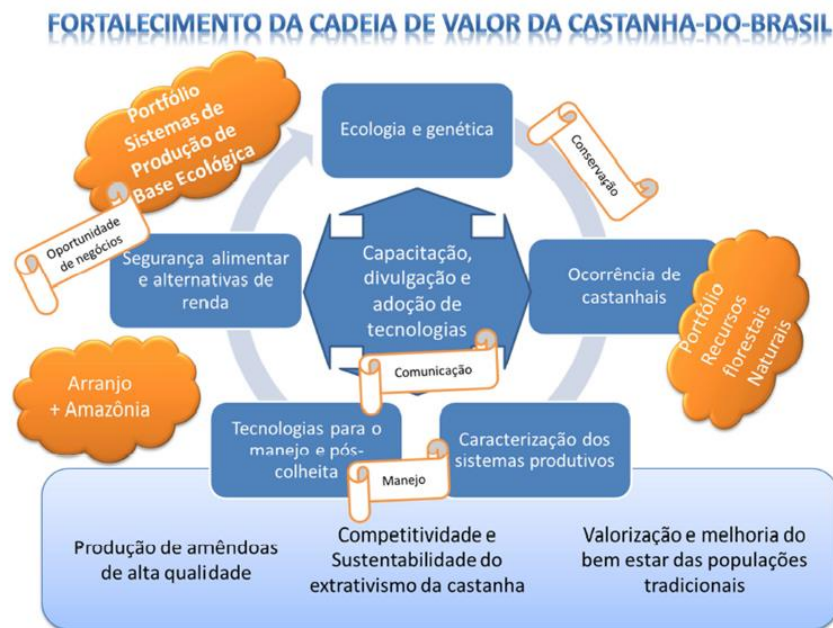 FORTALECIMENTO DA CADEIA DE VALOR DA CASTANHA-DO-BRASIL
Portfólio
Sistemas de
Produção de
Base Ecológica
Ecologia e genética
Conservação
Oportunidade
de negócios
Segurança alimentar
e alternativas de
renda
Capacitação,
divulgação e
adoção de
tecnologias
Ocorrência de
castanhais
Portfólio
Recursos
florestais
Naturais
Comunicação
Arranjo
+ Amazônia
Tecnologias para o
manejo e pós-
colheita
Manejo
Caracterização dos
sistemas produtivos
Produção de amêndoas
de alta qualidade
Competitividade e
Sustentabilidade do
extrativismo da castanha
Valorização e melhoria do
bem estar das populações
tradicionais